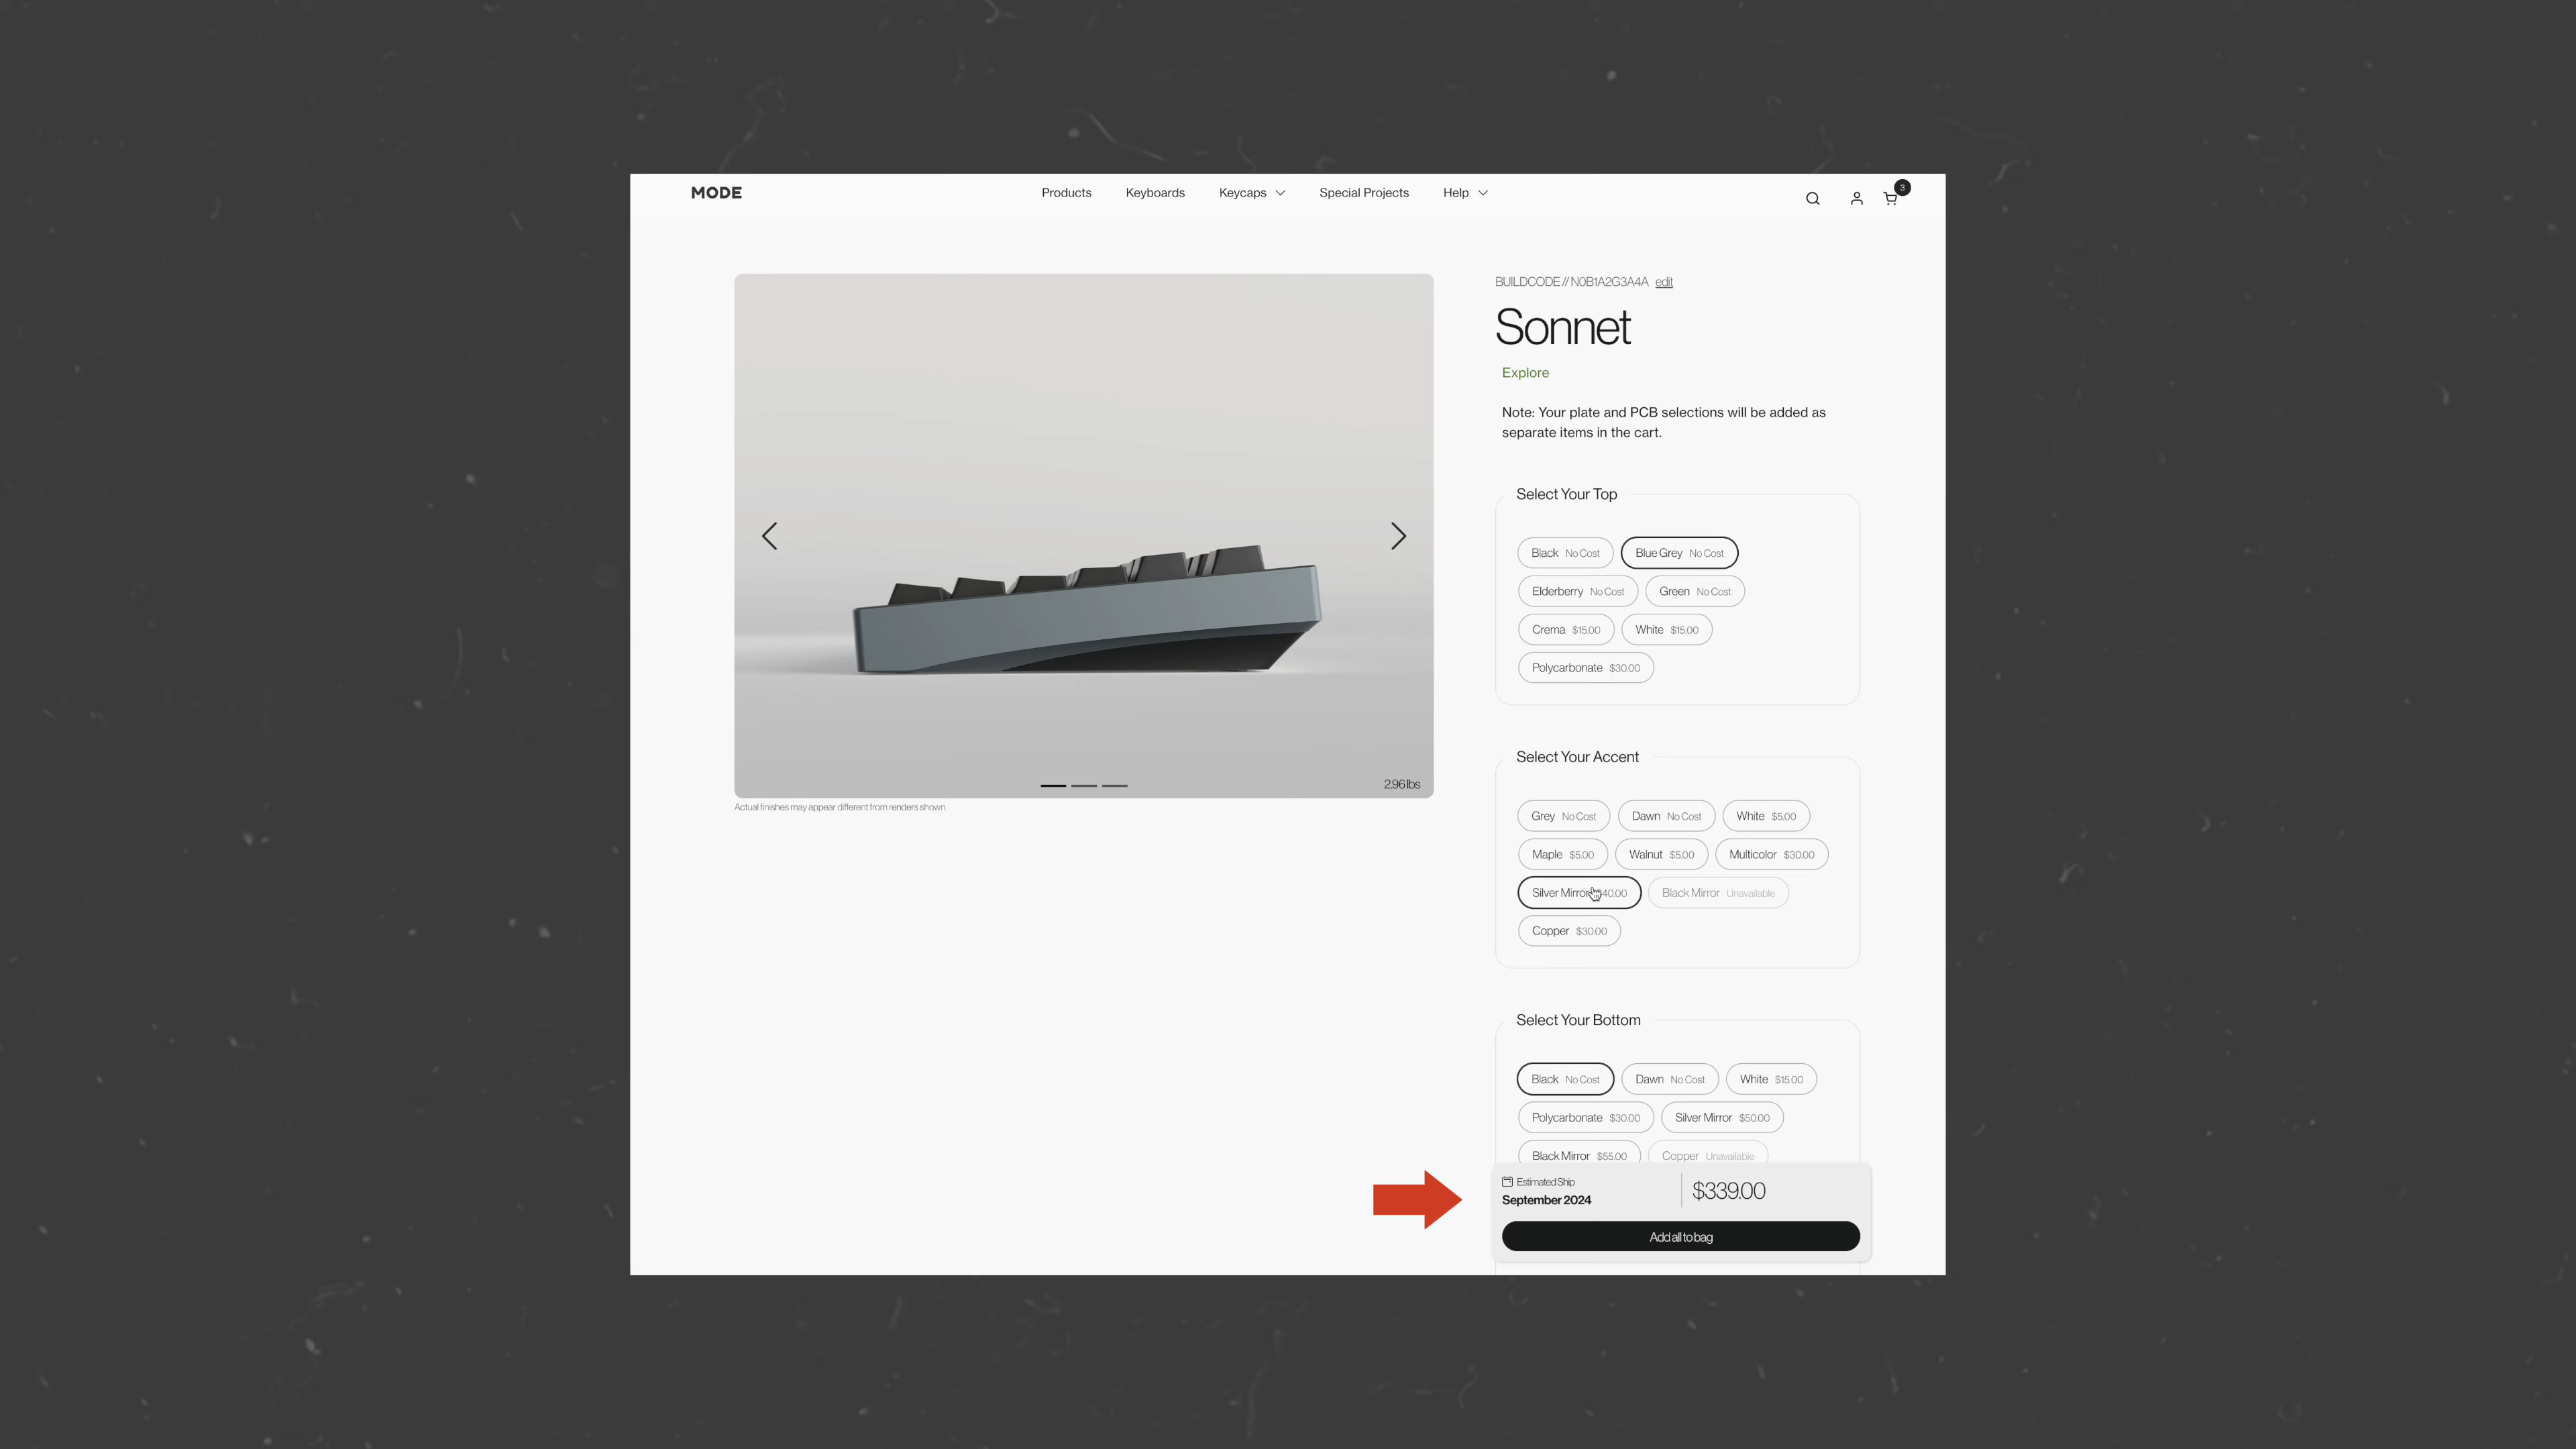 MODE
Products
Keyboards
Keycaps
Special Projects
Help
3
BUILDCODE // N0B1A2G3A4A edit
Sonnet
Explore
Note: Your plate and PCB selections will be added as
separate items in the cart.
Select Your Top
Black No Cost
Blue Grey No Cost
Elderberry No Cost
Green No Cost
Crema $15.00
White $15.00
Polycarbonate $30.00
2.96 lbs
Actual finishes may appear different from renders shown.
Select Your Accent
Grey No Cost
Dawn No Cost
White $5.00
Maple $5.00
Walnut $5.00
Multicolor $30.00
Silver Mirror
Black Mirror Unavailable
Copper $30.00
Select Your Bottom
Black No Cost
Dawn No Cost
White $15.00
Polycarbonate $30.00
Silver Mirror $50.00
Black Mirror $55.00
Copper Unavailable
Estimated Ship
September 2024
$339.00
Add all to bag